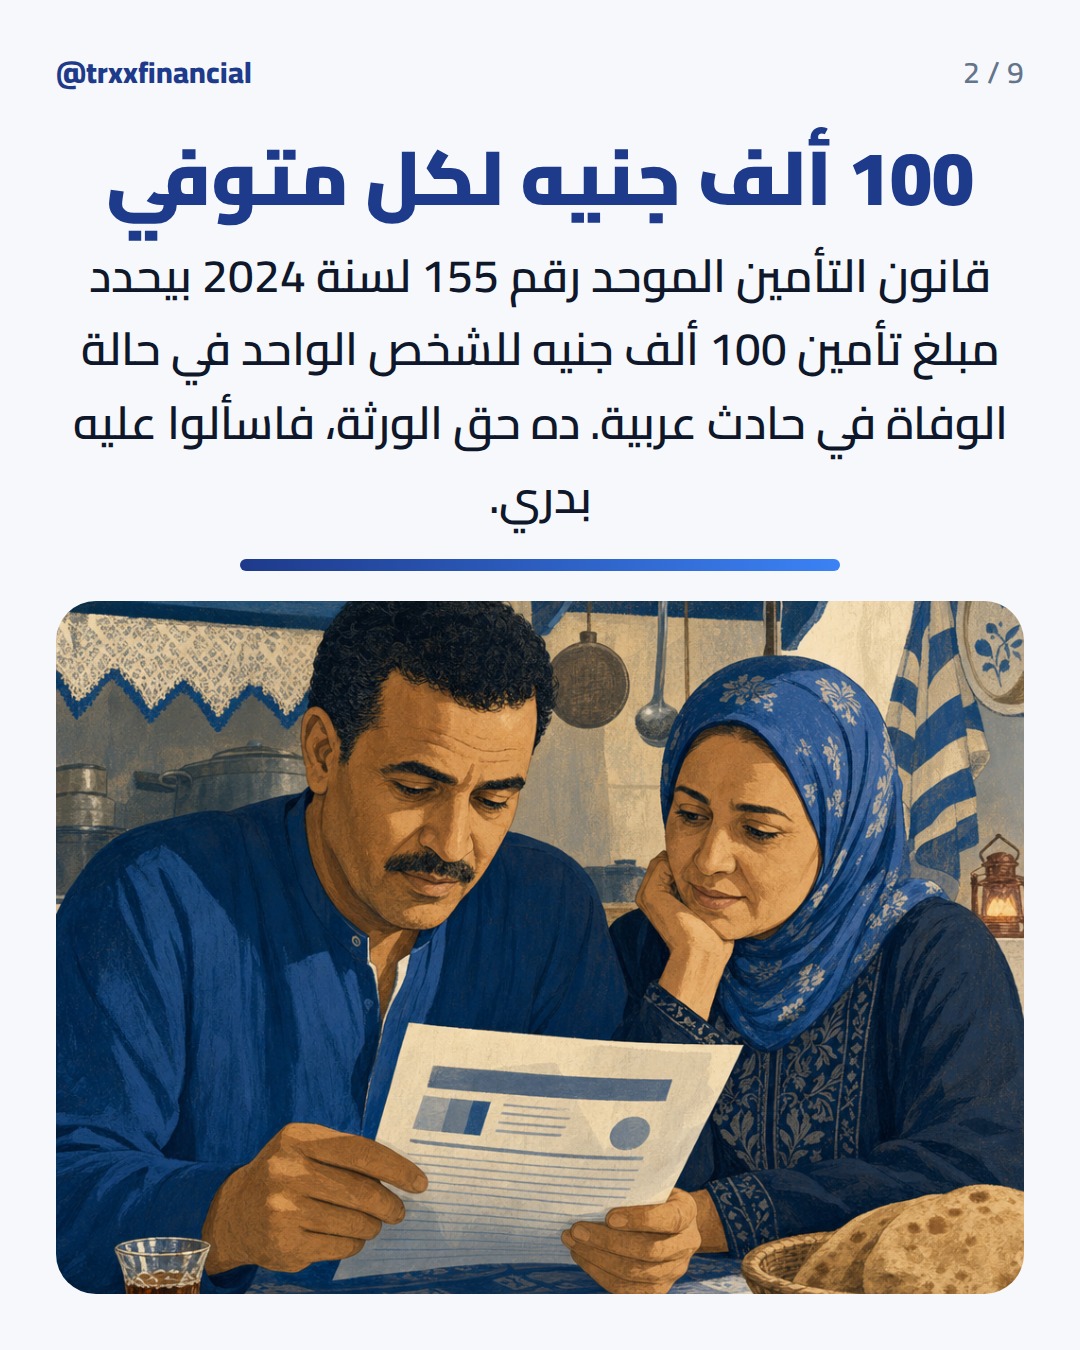 @trxxfinancial
2 / 9
100 ألف جنيه لكل متوفي
قانون التأمين الموحد رقم 155 لسنة 2024 بيحدد
مبلغ تأمين 100 ألف جنيه للشخص الواحد في حالة
الوفاة في حادث عربية. ده حق الورثة، فاسألوا عليه
بدري.